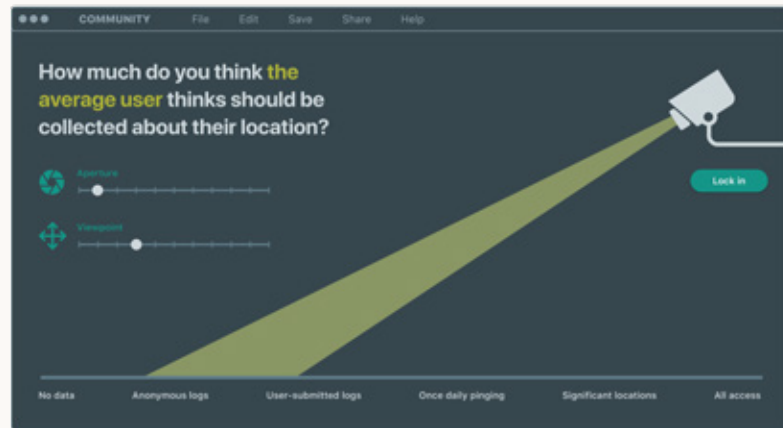 COMMUNITY File Edit Save Share Help
How much do you think the
average user thinks should be
collected about their location?
Aperture
Lock in
Viewpoint
No data Anonymous logs User-submitted logs Once daily pinging Significant locations All access